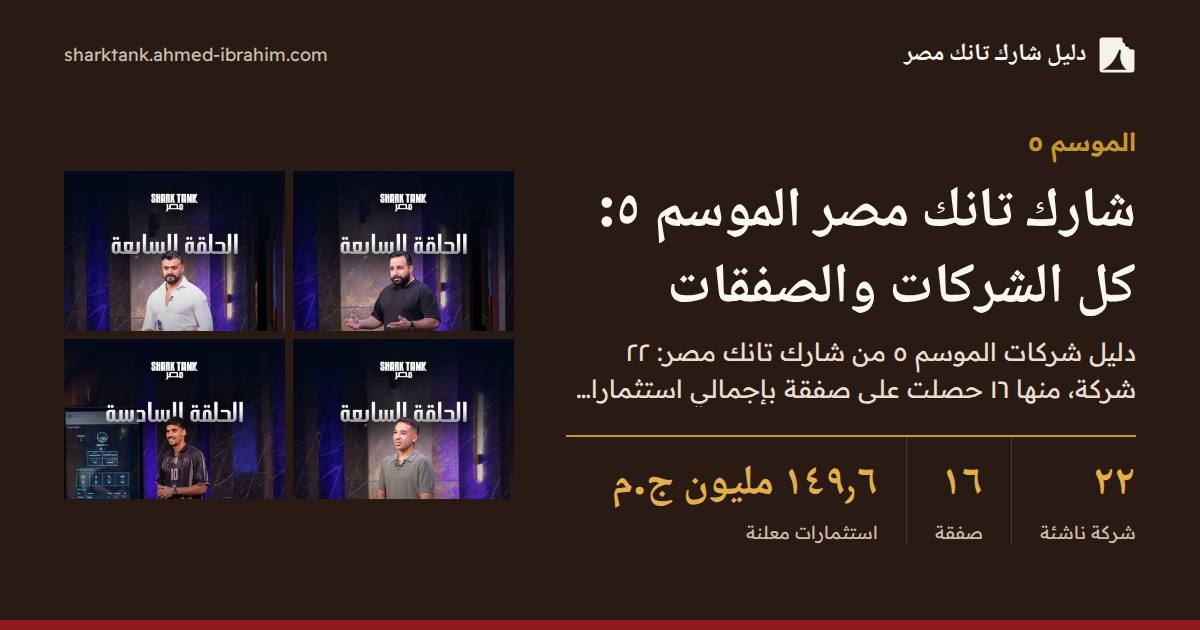 دليل شارك تانك مصر
sharktank.ahmed-ibrahim.com
الموسم ٥
شارك تانك مصر الموسم ٥:
كل الشركات والصفقات
دليل شركات الموسم ٥ من شارك تانك مصر: ٢٢
شركة، منها ١٦ حصلت على صفقة بإجمالي استثمارا...
٢٢
شركة ناشئة
١٦
صفقة
١٤٩,٦ مليون ج.م
استثمارات معلنة
SHARK TANK
مصر
الحلقة السابعة
SHARK TANK
مصر
الحلقة السابعة
SHARK TANK
مصر
الحلقة السابعة
10
SHARK TANK
مصر
الحلقة السادسة